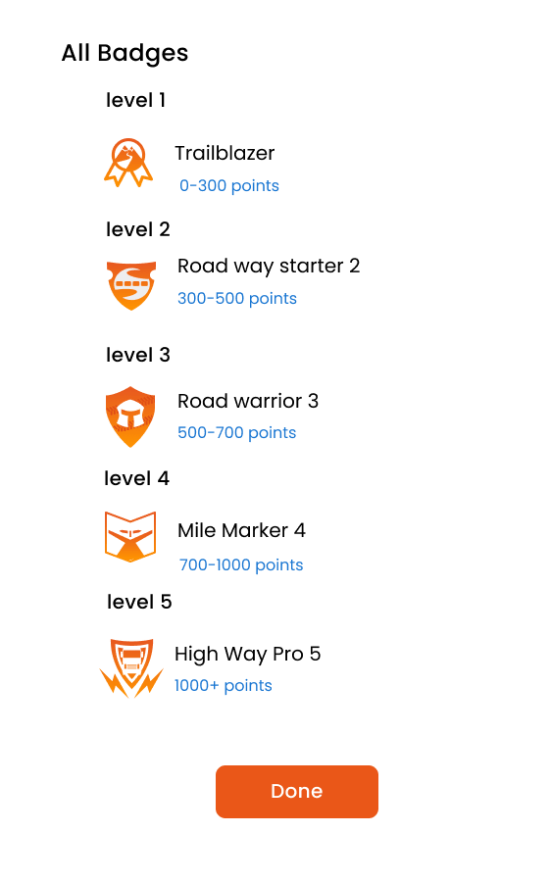 All Badges
level 1
Trailblazer
0-300 points
level 2
Road way starter 2
300-500 points
level 3
Road warrior 3
500-700 points
level 4
Mile Marker 4
700-1000 points
level 5
High Way Pro 5
1000+ points
Done